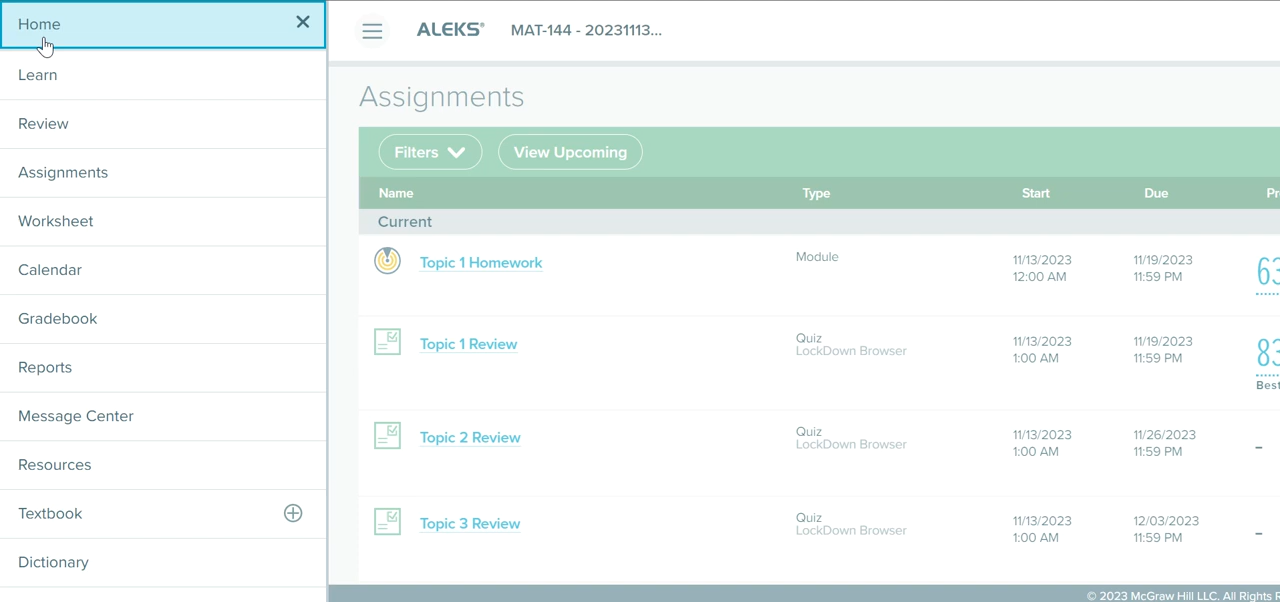 Home
Learn
Review
Assignments
Worksheet
Calendar
Gradebook
Reports
Message Center
Resources
Textbook
Dictionary
ALEKS® MAT-144 - 20231113...
Assignments
Filters View Upcoming
Name Type Start Due
Current
Topic 1 Homework Module 11/13/2023 11/19/2023 63
12:00 AM 11:59 PM
Topic 1 Review Quiz 11/13/2023 11/19/2023 83
LockDown Browser 1:00 AM 11:59 PM
Best
Topic 2 Review Quiz 11/13/2023 11/26/2023 –
LockDown Browser 1:00 AM 11:59 PM
Topic 3 Review Quiz 11/13/2023 12/03/2023 –
LockDown Browser 1:00 AM 11:59 PM
© 2023 McGraw Hill LLC. All Rights